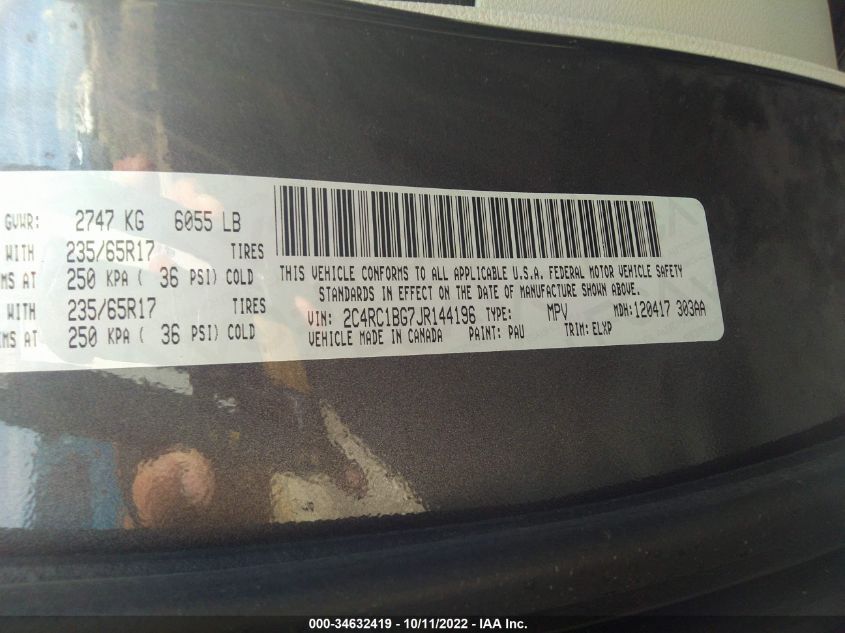 GVWR: 2747 KG 6055 LB
WITH 235/65R17 TIRES
MS AT 250 KPA ( 36 PSI) COLD
WITH 235/65R17 TIRES
MS AT 250 KPA ( 36 PSI) COLD
THIS VEHICLE CONFORMS TO ALL APPLICABLE U.S.A. FEDERAL MOTOR VEHICLE SAFETY
STANDARDS IN EFFECT ON THE DATE OF MANUFACTURE SHOWN ABOVE.
VIN: 2C4RC1BG7JR144196 TYPE: MPV MDH:120417 303AA
VEHICLE MADE IN CANADA PAINT: PAU TRIM: ELXP
000-34632419 - 10/11/2022 - IAA Inc.